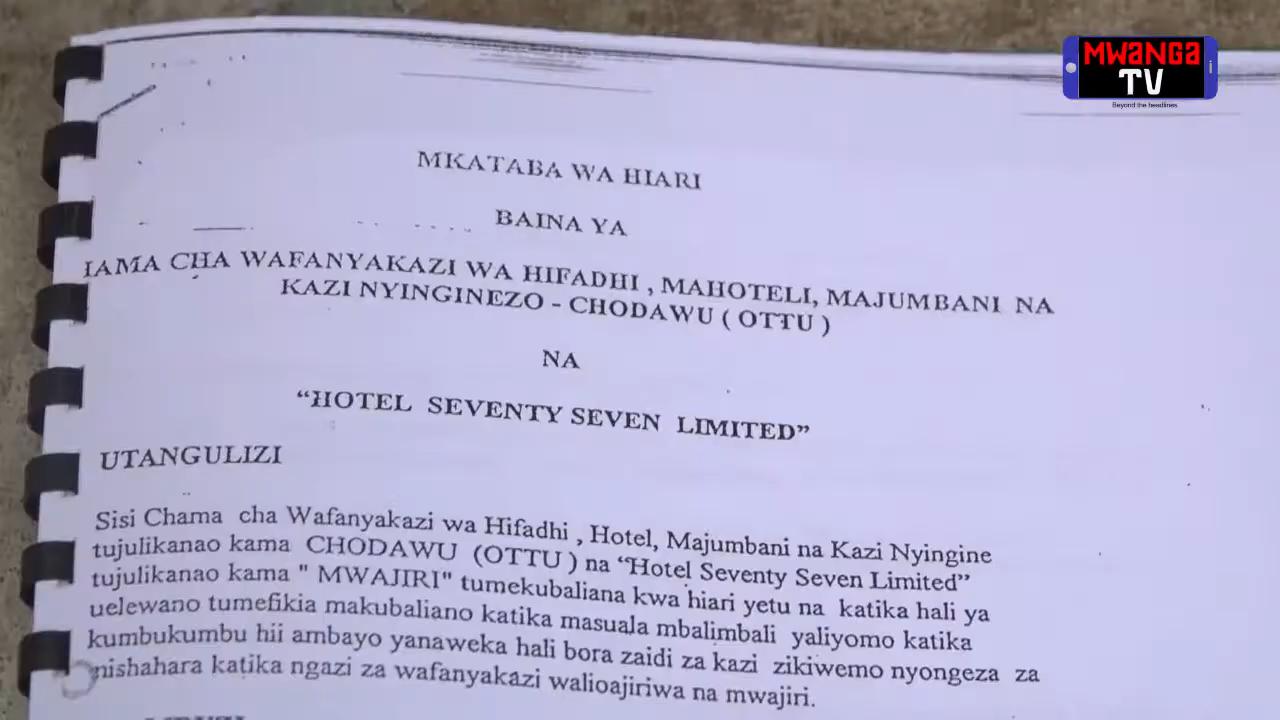 MWANGA
TV
Beyond the headlines
MKATABA WA HIARI
BAINA YA
IAMA CHA WAFANYAKAZI WA HIFADHI , MAHOTELI, MAJUMBANI NA
KAZI NYINGINEZO - CHODAWU ( OTTU )
NA
“HOTEL SEVENTY SEVEN LIMITED”
UTANGULIZI
Sisi Chama cha Wafanyakazi wa Hifadhi , Hotel, Majumbani na Kazi Nyingine
tujulikanao kama CHODAWU (OTTU ) na “Hotel Seventy Seven Limited”
tujulikanao kama " MWAJIRI" tumekubaliana kwa hiari yetu na katika hali ya
uelewano tumefikia makubaliano katika masuala mbalimbali yaliyomo katika
kumbukumbu hii ambayo yanaweka hali bora zaidi za kazi zikiwemo nyongeza za
mishahara katika ngazi za wafanyakazi walioajiriwa na mwajiri.